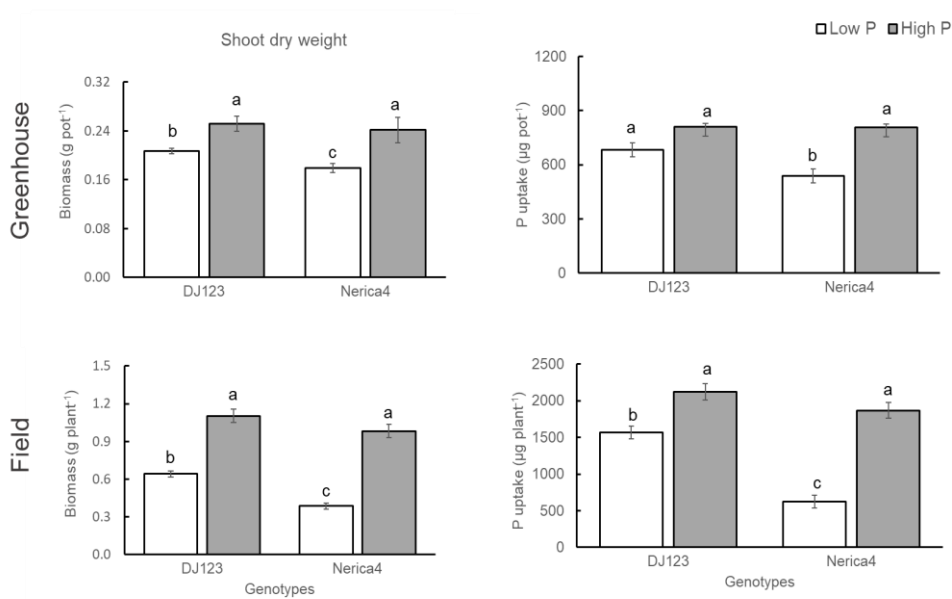 Low P High P
Shoot dry weight
Greenhouse
Biomass (g pot⁻¹)
0.32
0.24
0.16
0.08
0.00
b
a
c
a
DJ123 Nerica4
P uptake (µg pot⁻¹)
1200
900
600
300
0
a
a
b
a
DJ123 Nerica4
Field
Biomass (g plant⁻¹)
1.5
1.2
0.9
0.6
0.3
0.0
b
a
c
a
DJ123 Nerica4
Genotypes
P uptake (µg plant⁻¹)
2500
2000
1500
1000
500
0
b
a
c
a
DJ123 Nerica4
Genotypes